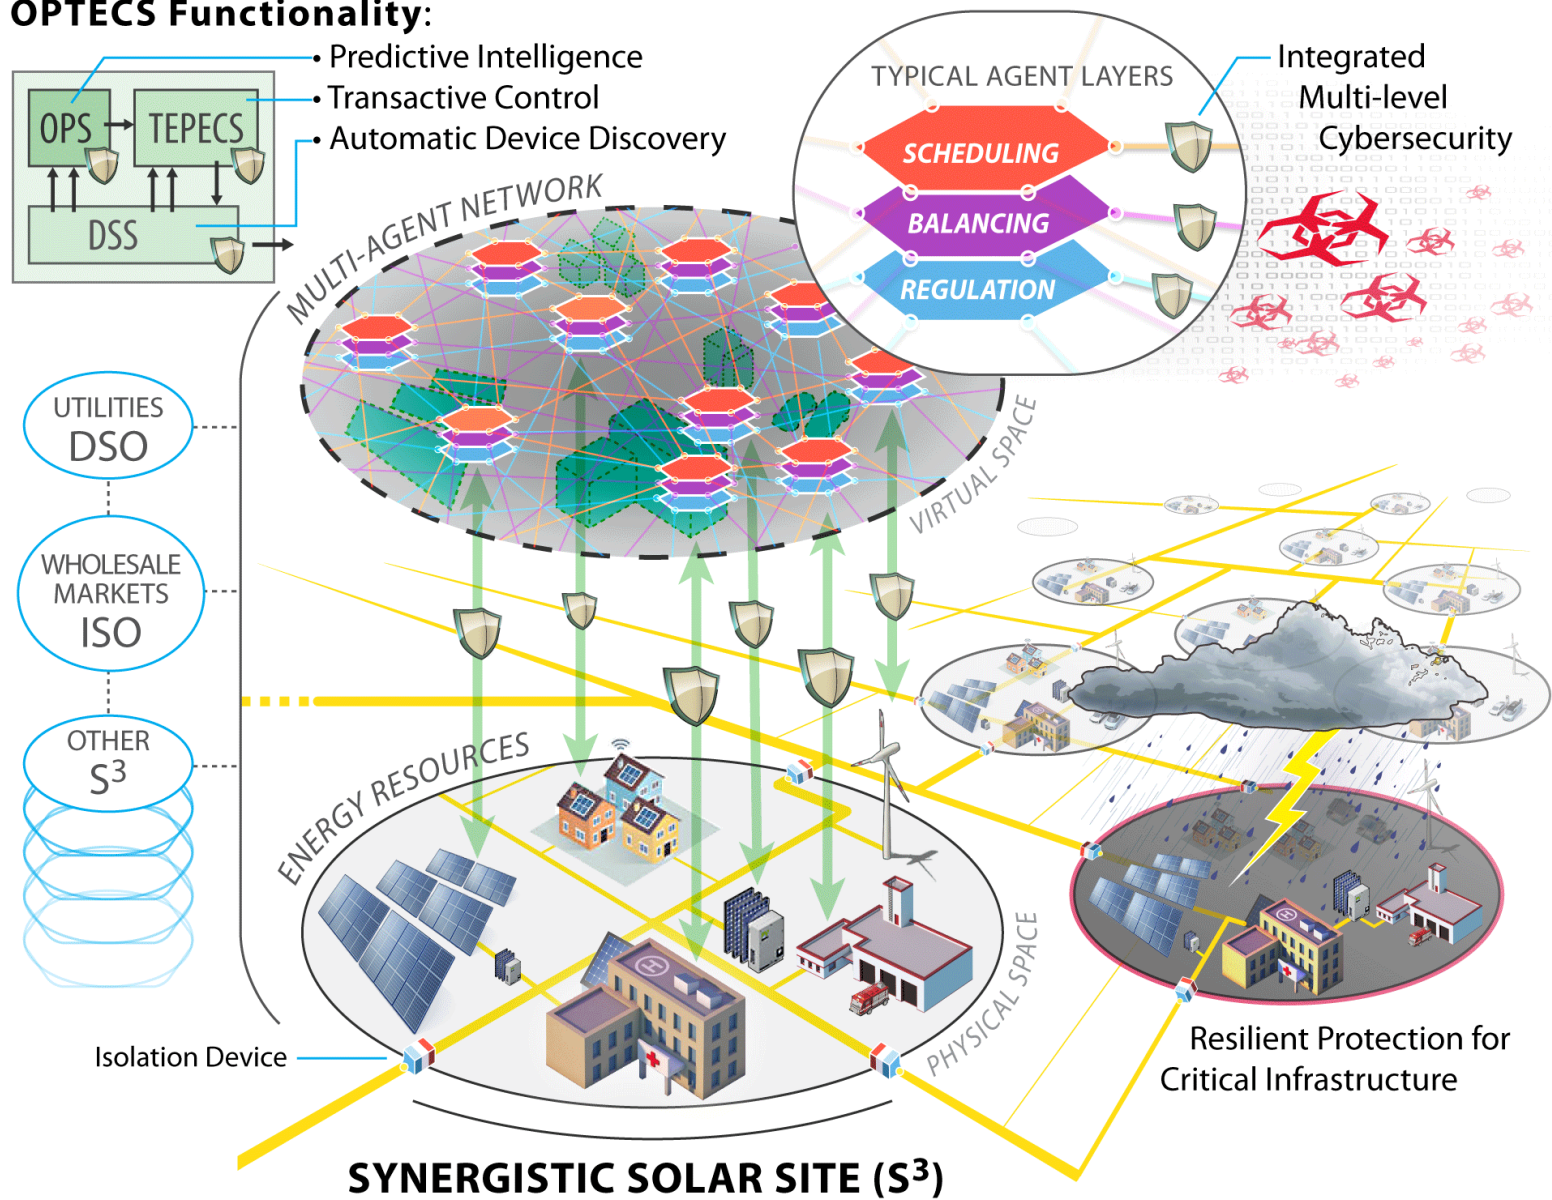 OPTECS Functionality:
• Predictive Intelligence
• Transactive Control
• Automatic Device Discovery
OPS
TEPECS
DSS
TYPICAL AGENT LAYERS
SCHEDULING
BALANCING
REGULATION
Integrated
Multi-level
Cybersecurity
MULTI-AGENT NETWORK
VIRTUAL SPACE
UTILITIES
DSO
WHOLESALE
MARKETS
ISO
OTHER
S³
ENERGY RESOURCES
PHYSICAL SPACE
H
H
Isolation Device
Resilient Protection for
Critical Infrastructure
SYNERGISTIC SOLAR SITE (S³)